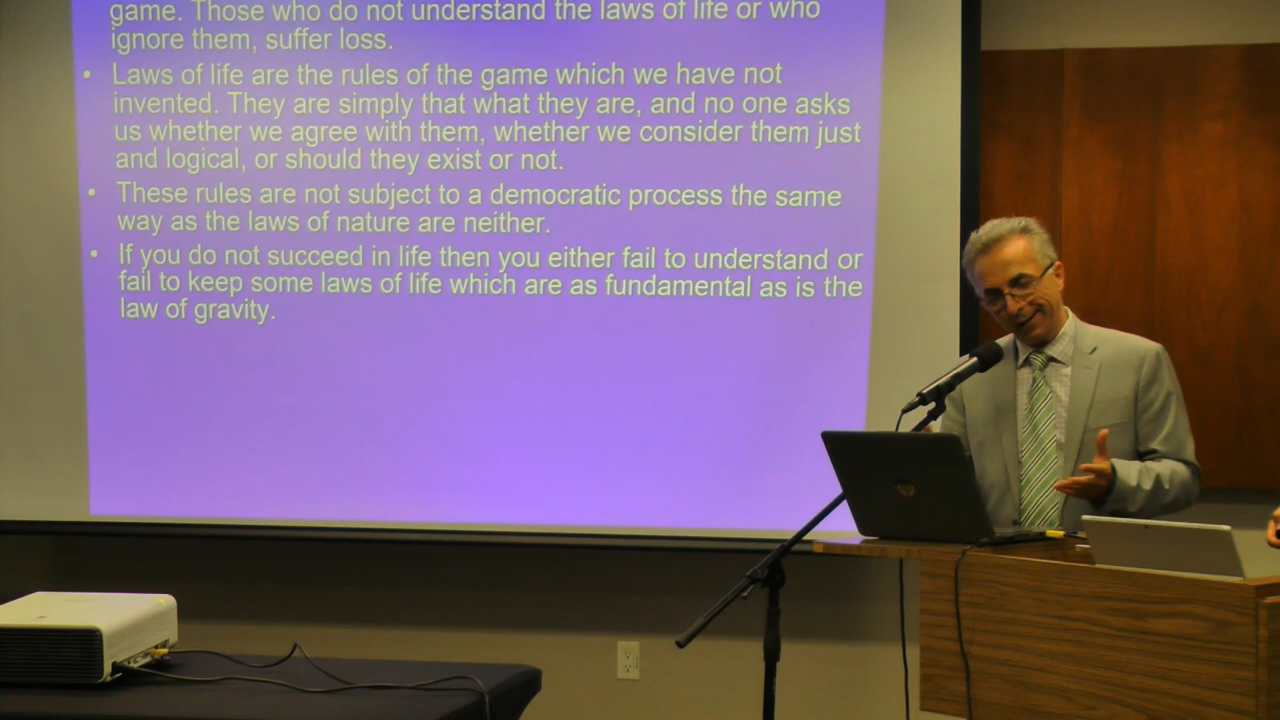 game. Those who do not understand the laws of life or who
ignore them, suffer loss.
• Laws of life are the rules of the game which we have not
invented. They are simply that what they are, and no one asks
us whether we agree with them, whether we consider them just
and logical, or should they exist or not.
• These rules are not subject to a democratic process the same
way as the laws of nature are neither.
• If you do not succeed in life then you either fail to understand or
fail to keep some laws of life which are as fundamental as is the
law of gravity.